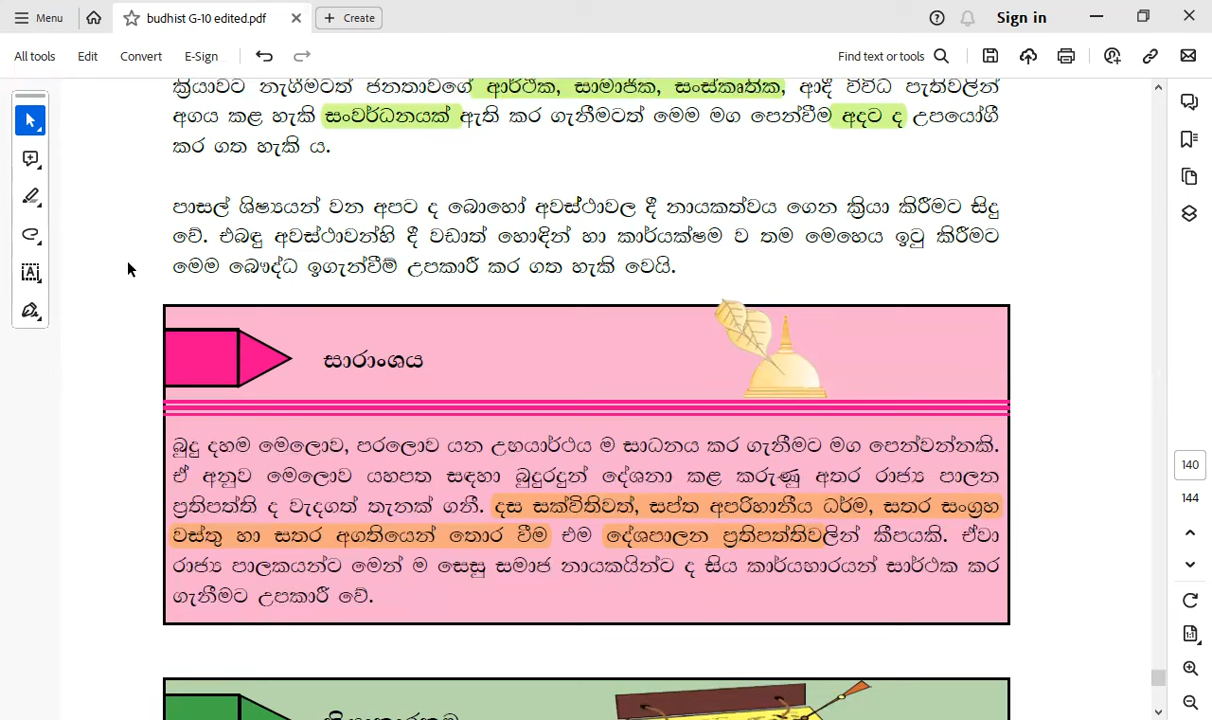 Menu
budhist G-10 edited.pdf
Create
Sign in
All tools
Edit
Convert
E-Sign
Find text or tools
ක්‍රියාවට නැගීමටත් ජනතාවගේ ආර්ථික, සාමාජික, සංස්කෘතික, ආදී විවිධ පැතිවලින්
අගය කළ හැකි සංවර්ධනයක් ඇති කර ගැනීමටත් මෙම මග පෙන්වීම අදට ද උපයෝගී
කර ගත හැකි ය.
පාසල් ශිෂ්‍යයන් වන අපට ද බොහෝ අවස්ථාවල දී නායකත්වය ගෙන ක්‍රියා කිරීමට සිදු
වේ. එබඳු අවස්ථාවන්හි දී වඩාත් හොඳින් හා කාර්යක්ෂම ව තම මෙහෙය ඉටු කිරීමට
මෙම බෞද්ධ ඉගැන්වීම් උපකාරී කර ගත හැකි වෙයි.
සාරාංශය
බුදු දහම මෙලොව, පරලොව යන උභයාර්ථය ම සාධනය කර ගැනීමට මග පෙන්වන්නකි.
ඒ අනුව මෙලොව යහපත සඳහා බුදුරදුන් දේශනා කළ කරුණු අතර රාජ්‍ය පාලන
ප්‍රතිපත්ති ද වැදගත් තැනක් ගනී. දස සක්විතිවත්, සප්ත අපරිහානීය ධර්ම, සතර සංග්‍රහ
වස්තු හා සතර අගතියෙන් තොර වීම එම දේශපාලන ප්‍රතිපත්තිවලින් කීපයකි. ඒවා
රාජ්‍ය පාලකයන්ට මෙන් ම සෙසු සමාජ නායකයින්ට ද සිය කාර්යභාරයන් සාර්ථක කර
ගැනීමට උපකාරී වේ.
140
144